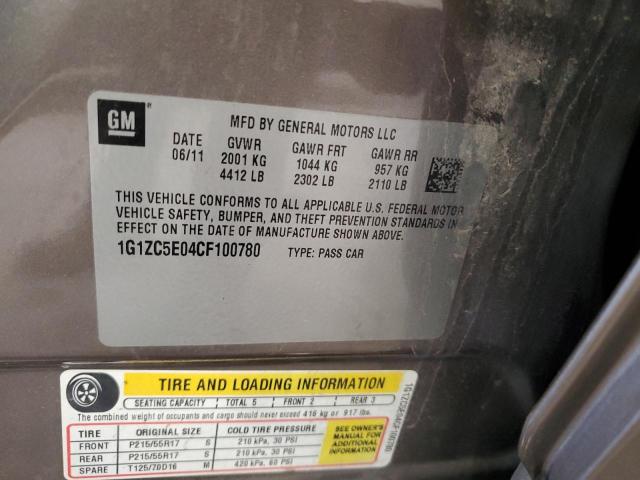 GM
MFD BY GENERAL MOTORS LLC
DATE GVWR GAWR FRT GAWR RR
06/11 2001 KG 1044 KG 957 KG
4412 LB 2302 LB 2110 LB
THIS VEHICLE CONFORMS TO ALL APPLICABLE U.S. FEDERAL MOTOR
VEHICLE SAFETY, BUMPER, AND THEFT PREVENTION STANDARDS IN
EFFECT ON THE DATE OF MANUFACTURE SHOWN ABOVE.
1G1ZC5E04CF100780 TYPE: PASS CAR
TIRE AND LOADING INFORMATION
SEATING CAPACITY TOTAL 5 FRONT 2 REAR 3
The combined weight of occupants and cargo should never exceed 416 kg or 917 lbs.
TIRE ORIGINAL SIZE COLD TIRE PRESSURE
FRONT P215/55R17 S 210 kPa, 30 PSI
REAR P215/55R17 S 210 kPa, 30 PSI
SPARE T125/70D16 M 420 kPa, 60 PSI
SEE OWNER'S
MANUAL FOR
ADDITIONAL
INFORMATION
1G1ZC5E04CF100780